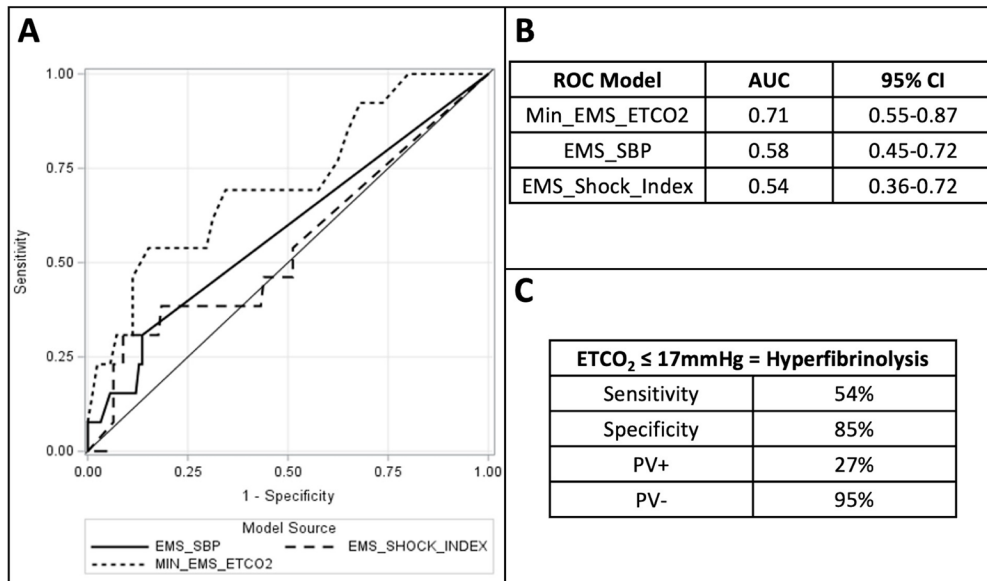 A
1.00
0.75
0.50
0.25
0.00
Sensitivity
0.00 0.25 0.50 0.75 1.00
1 - Specificity
Model Source
EMS_SBP EMS_SHOCK_INDEX
MIN_EMS_ETCO2
B
ROC Model AUC 95% CI
Min_EMS_ETCO2 0.71 0.55-0.87
EMS_SBP 0.58 0.45-0.72
EMS_Shock_Index 0.54 0.36-0.72
C
ETCO₂ ≤ 17mmHg = Hyperfibrinolysis
Sensitivity 54%
Specificity 85%
PV+ 27%
PV- 95%